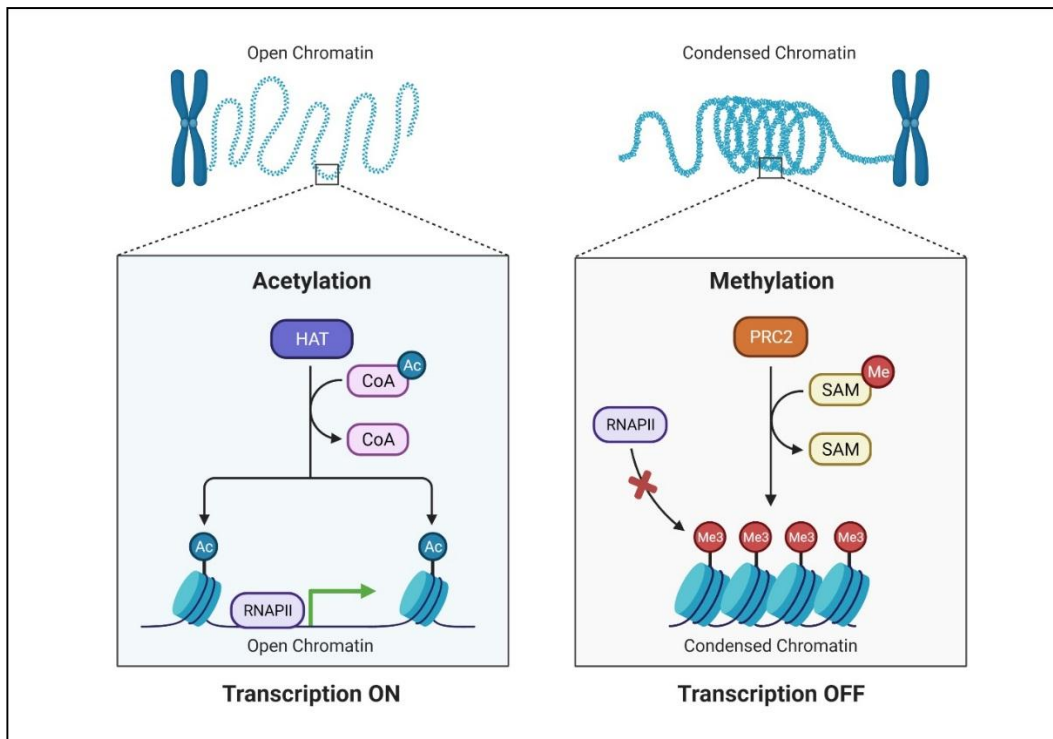 Open Chromatin
Condensed Chromatin
Acetylation
HAT
Ac
CoA
CoA
Ac
Ac
RNAPII
Open Chromatin
Transcription ON
Methylation
PRC2
Me
SAM
SAM
RNAPII
Me3
Me3
Me3
Me3
Condensed Chromatin
Transcription OFF